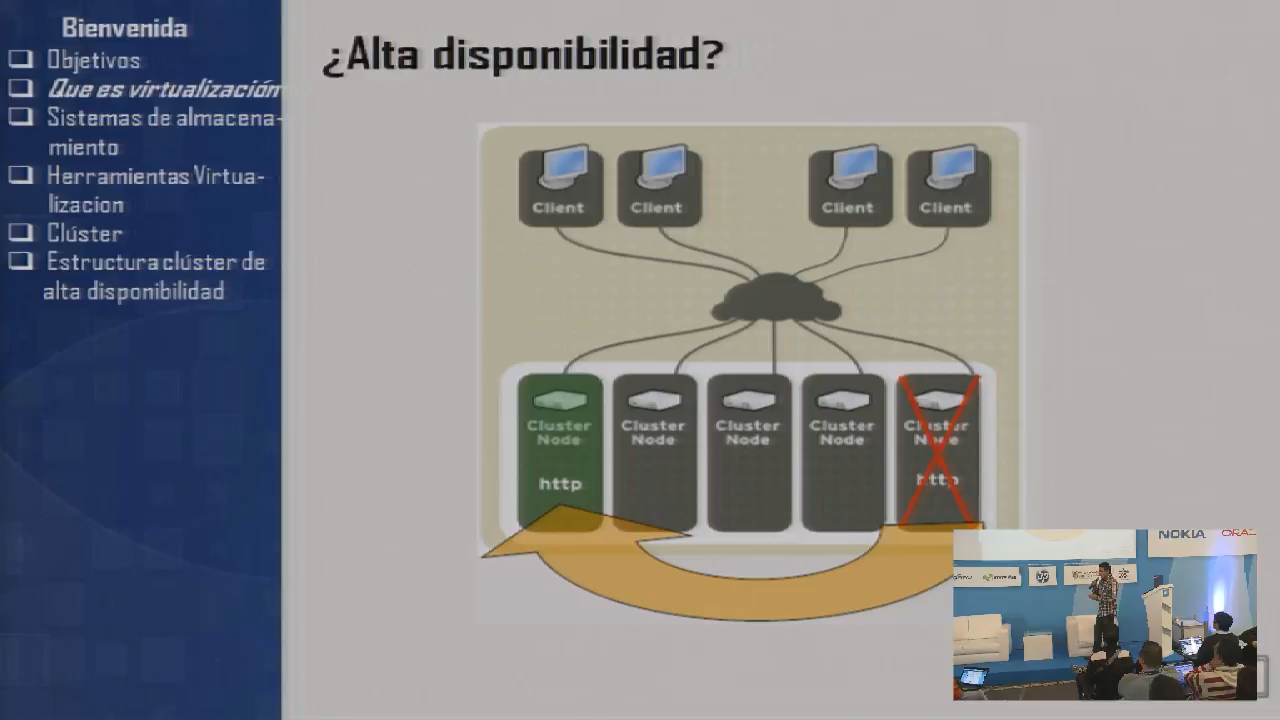 Bienvenida
Objetivos
Que es virtualización
Sistemas de almacena-
miento
Herramientas Virtua-
lizacion
Clúster
Estructura clúster de
alta disponibilidad
¿Alta disponibilidad?
Client
Client
Client
Client
Cluster
Node
http
Cluster
Node
Cluster
Node
Cluster
Node
Cluster
Node
http
NOKIA
hp